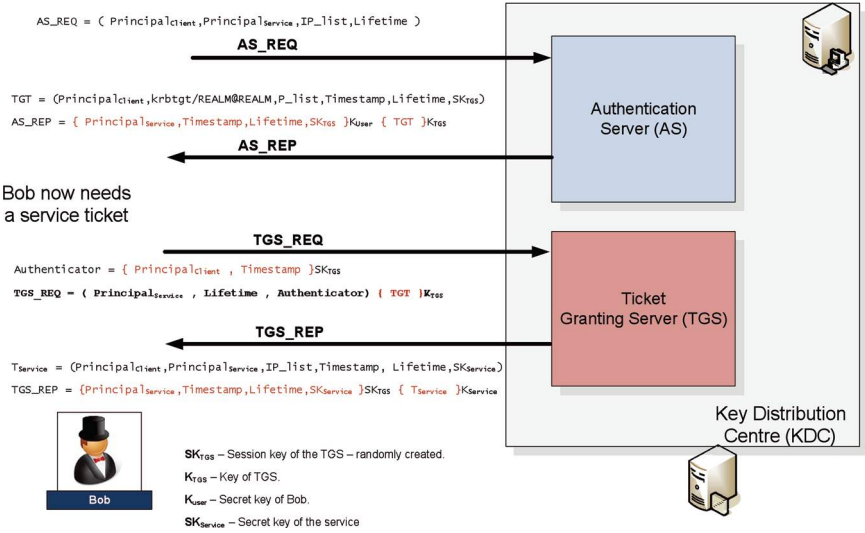 AS_REQ = ( Principal_Client,Principal_Service,IP_list,Lifetime )
AS_REQ
TGT = (Principal_Client,krbtgt/REALM@REALM,P_list,Timestamp,Lifetime,SK_TGS)
AS_REP = { Principal_Service,Timestamp,Lifetime,SK_TGS }K_User { TGT }K_TGS
AS_REP
Authentication
Server (AS)
Bob now needs
a service ticket
TGS_REQ
Authenticator = { Principal_Client , Timestamp }SK_TGS
TGS_REQ = ( Principal_Service , Lifetime , Authenticator) { TGT }K_TGS
Ticket
Granting Server (TGS)
TGS_REP
T_Service = (Principal_Client,Principal_Service,IP_list,Timestamp, Lifetime,SK_Service)
TGS_REP = {Principal_Service,Timestamp,Lifetime,SK_Service }SK_TGS { T_Service }K_Service
Key Distribution
Centre (KDC)
Bob
SK_TGS – Session key of the TGS – randomly created.
K_TGS – Key of TGS.
K_user – Secret key of Bob.
SK_Service – Secret key of the service